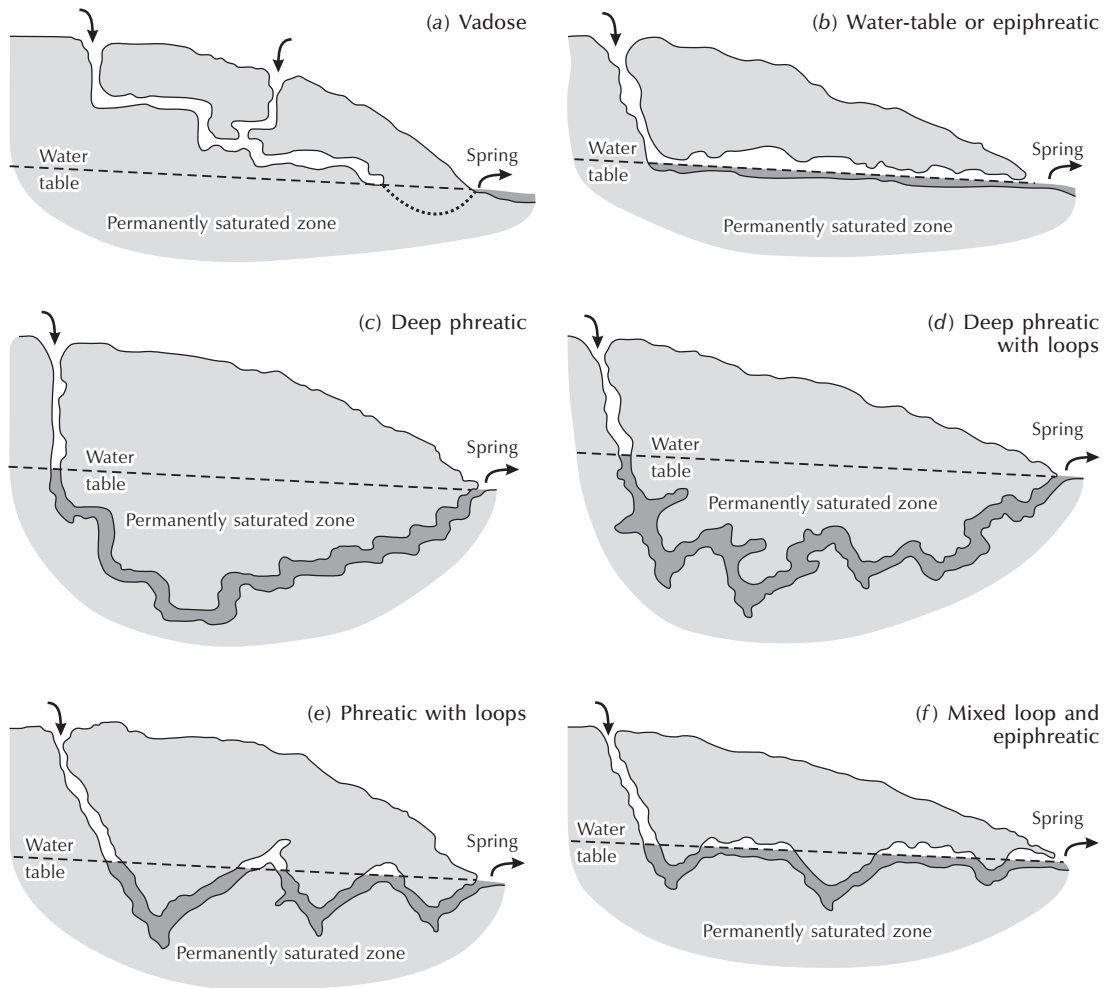 (a) Vadose
Water
table
Spring
Permanently saturated zone
(b) Water-table or epiphreatic
Water
table
Spring
Permanently saturated zone
(c) Deep phreatic
Water
table
Spring
Permanently saturated zone
(d) Deep phreatic
with loops
Water
table
Spring
Permanently saturated zone
(e) Phreatic with loops
Water
table
Spring
Permanently saturated zone
(f) Mixed loop and
epiphreatic
Water
table
Spring
Permanently saturated zone